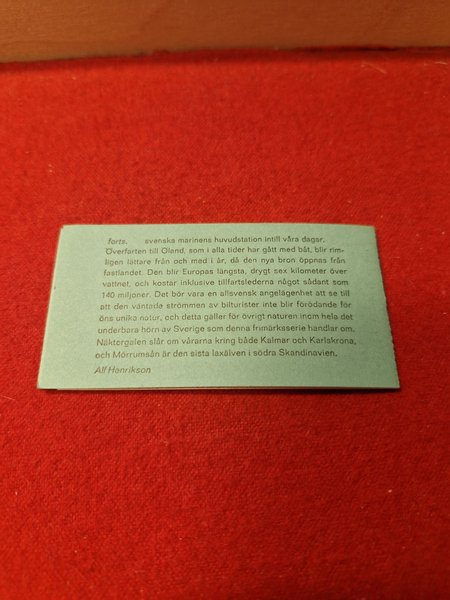 forts. svenska marinens huvudstation intill våra dagar.
Överfarten till Öland, som i alla tider har gått med båt, blir rim-
ligen lättare från och med i år, då den nya bron öppnas från
fastlandet. Den blir Europas längsta, drygt sex kilometer över
vattnet, och kostar inklusive tillfartslederna något sådant som
140 miljoner. Det bör vara en allsvensk angelägenhet att se till
att den väntade strömmen av bilturister inte blir förödande för
öns unika natur, och detta gäller för övrigt naturen inom hela det
underbara hörn av Sverige som denna frimärksserie handlar om.
Näktergalen slår om vårarna kring både Kalmar och Karlskrona,
och Mörrumsån är den sista laxälven i södra Skandinavien.
Alf Henrikson